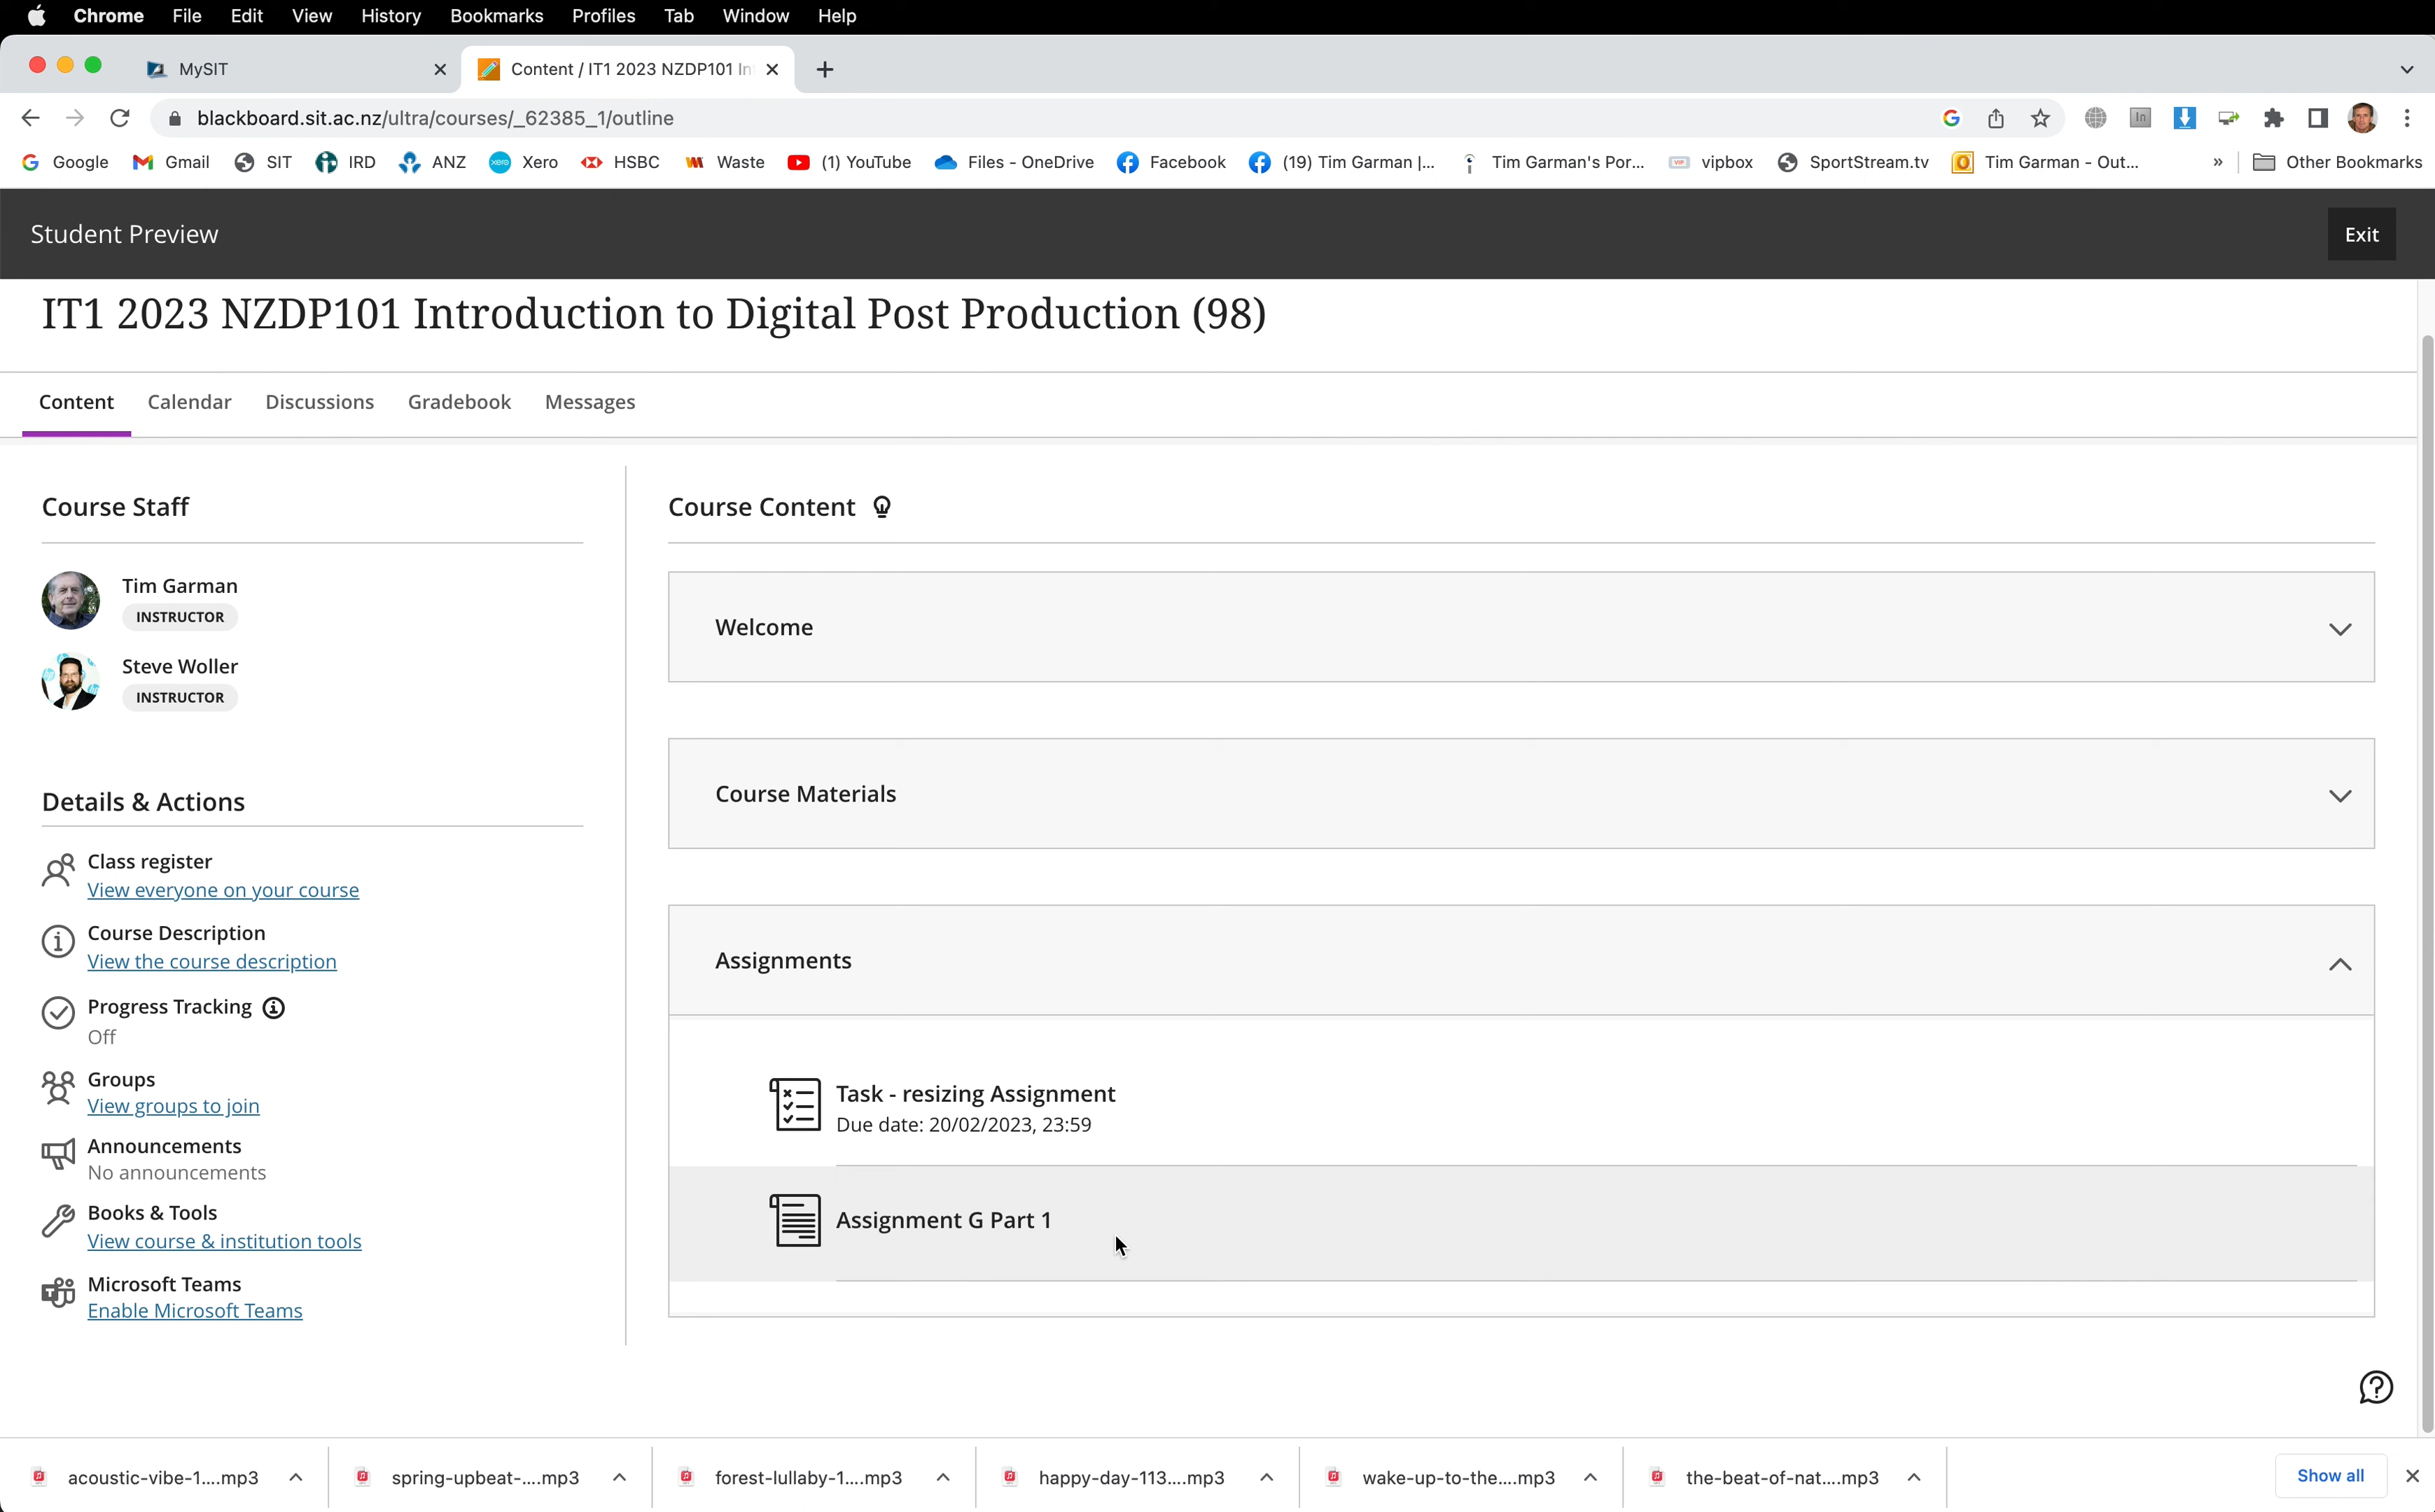 Chrome File Edit View History Bookmarks Profiles Tab Window Help
MySIT
Content / IT1 2023 NZDP101 In
blackboard.sit.ac.nz/ultra/courses/_62385_1/outline
Google Gmail SIT IRD ANZ Xero HSBC Waste (1) YouTube Files - OneDrive Facebook (19) Tim Garman |... Tim Garman's Por... vipbox SportStream.tv Tim Garman - Out... » Other Bookmarks
Student Preview
Exit
IT1 2023 NZDP101 Introduction to Digital Post Production (98)
Content Calendar Discussions Gradebook Messages
Course Staff
Tim Garman
INSTRUCTOR
Steve Woller
INSTRUCTOR
Details & Actions
Class register
View everyone on your course
Course Description
View the course description
Progress Tracking
Off
Groups
View groups to join
Announcements
No announcements
Books & Tools
View course & institution tools
Microsoft Teams
Enable Microsoft Teams
Course Content
Welcome
Course Materials
Assignments
Task - resizing Assignment
Due date: 20/02/2023, 23:59
Assignment G Part 1
acoustic-vibe-1....mp3 spring-upbeat-....mp3 forest-lullaby-1....mp3 happy-day-113....mp3 wake-up-to-the....mp3 the-beat-of-nat....mp3 Show all